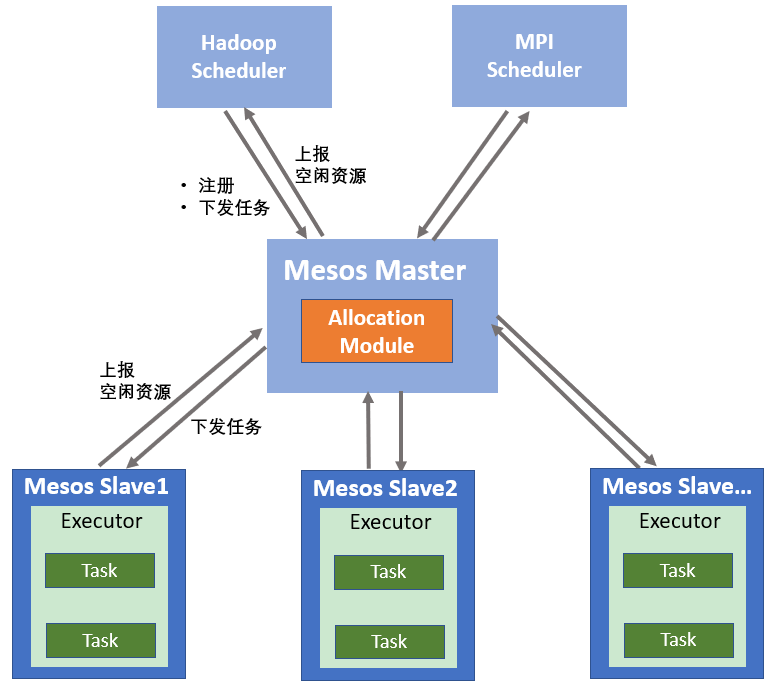 Hadoop
Scheduler
MPI
Scheduler
上报
空闲资源
• 注册
• 下发任务
Mesos Master
Allocation
Module
上报
空闲资源
下发任务
Mesos Slave1
Executor
Task
Task
Mesos Slave2
Executor
Task
Task
Mesos Slave...
Executor
Task
Task